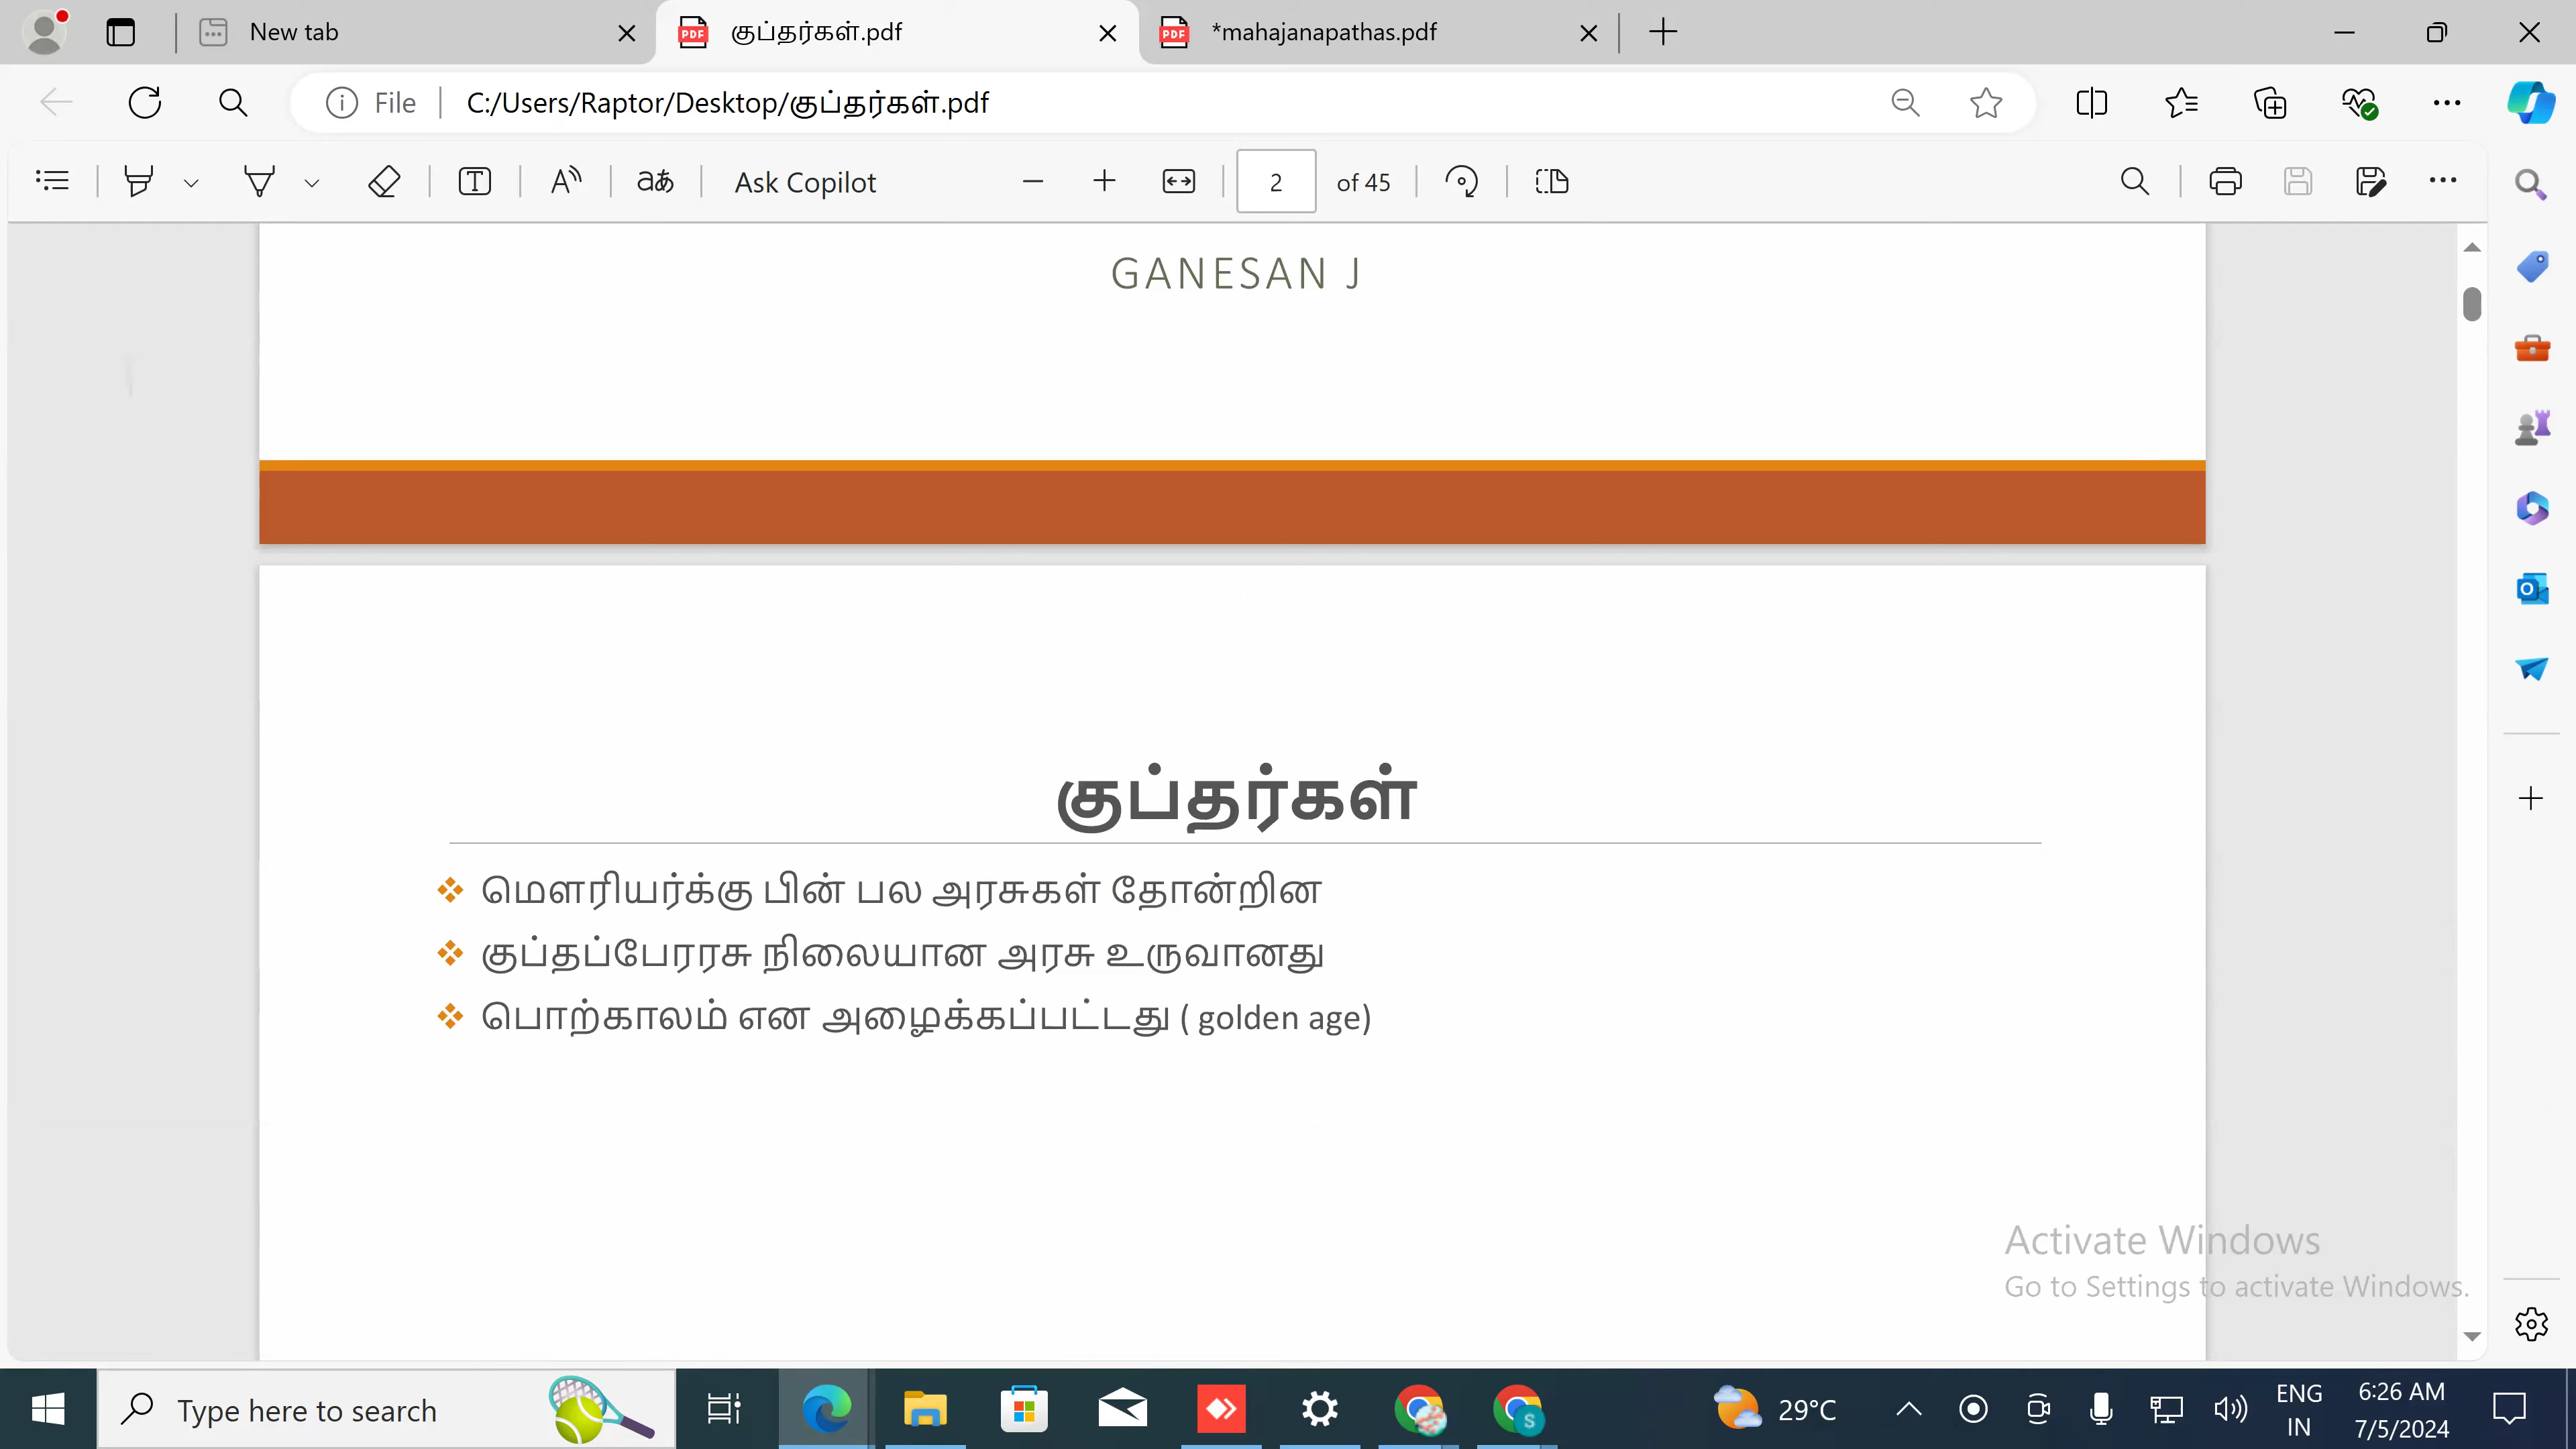 New tab
குப்தர்கள்.pdf
*mahajanapathas.pdf
File
C:/Users/Raptor/Desktop/குப்தர்கள்.pdf
Ask Copilot
2 of 45
GANESAN J
குப்தர்கள்
❖ மௌரியர்க்கு பின் பல அரசுகள் தோன்றின
❖ குப்தப்பேரரசு நிலையான அரசு உருவானது
❖ பொற்காலம் என அழைக்கப்பட்டது ( golden age)
Activate Windows
Go to Settings to activate Windows.
Type here to search
29°C
ENG
IN
6:26 AM
7/5/2024